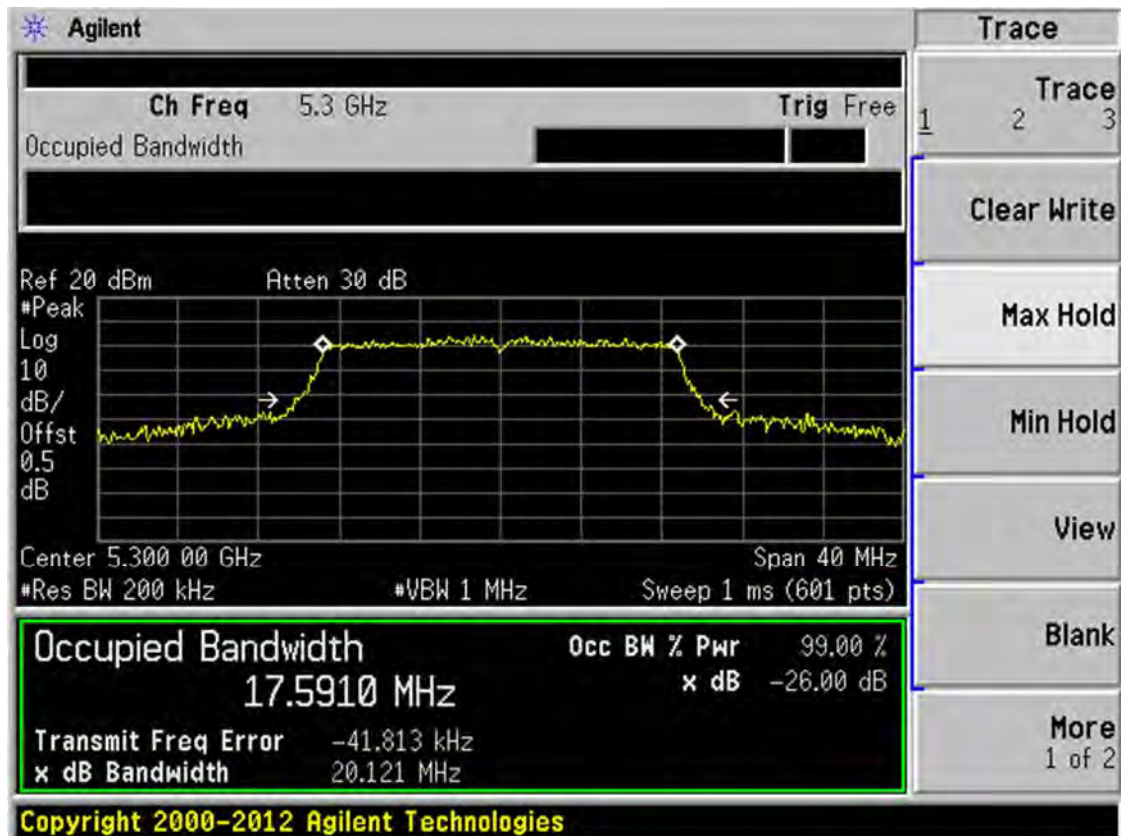 Agilent
Trace
Ch Freq 5.3 GHz Trig Free
Occupied Bandwidth
Trace
1 2 3
Clear Write
Max Hold
Min Hold
View
Blank
More
1 of 2
Ref 20 dBm Atten 30 dB
#Peak
Log
10
dB/
Offst
0.5
dB
Center 5.300 00 GHz Span 40 MHz
#Res BW 200 kHz #VBW 1 MHz Sweep 1 ms (601 pts)
Occupied Bandwidth Occ BW % Pwr 99.00 %
17.5910 MHz x dB -26.00 dB
Transmit Freq Error -41.813 kHz
x dB Bandwidth 20.121 MHz
Copyright 2000-2012 Agilent Technologies